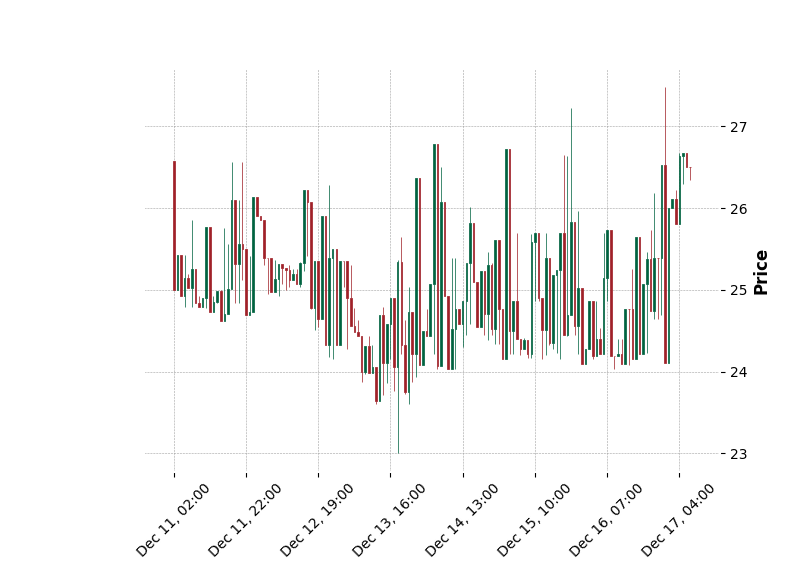 27
26
25
24
23
Price
Dec 11, 02:00
Dec 11, 22:00
Dec 12, 19:00
Dec 13, 16:00
Dec 14, 13:00
Dec 15, 10:00
Dec 16, 07:00
Dec 17, 04:00